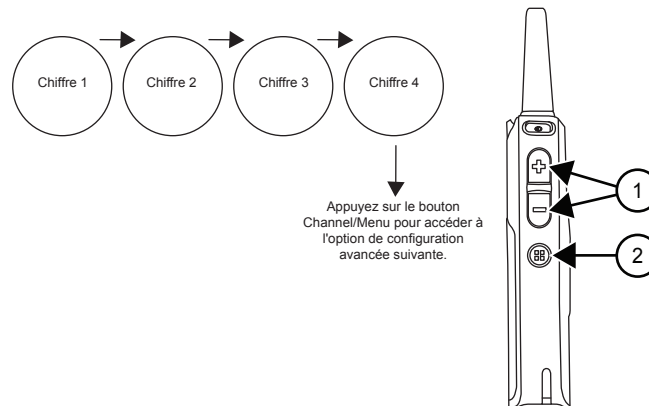 Chiffre 1
Chiffre 2
Chiffre 3
Chiffre 4
Appuyez sur le bouton
Channel/Menu pour accéder à
l'option de configuration
avancée suivante.
1
2